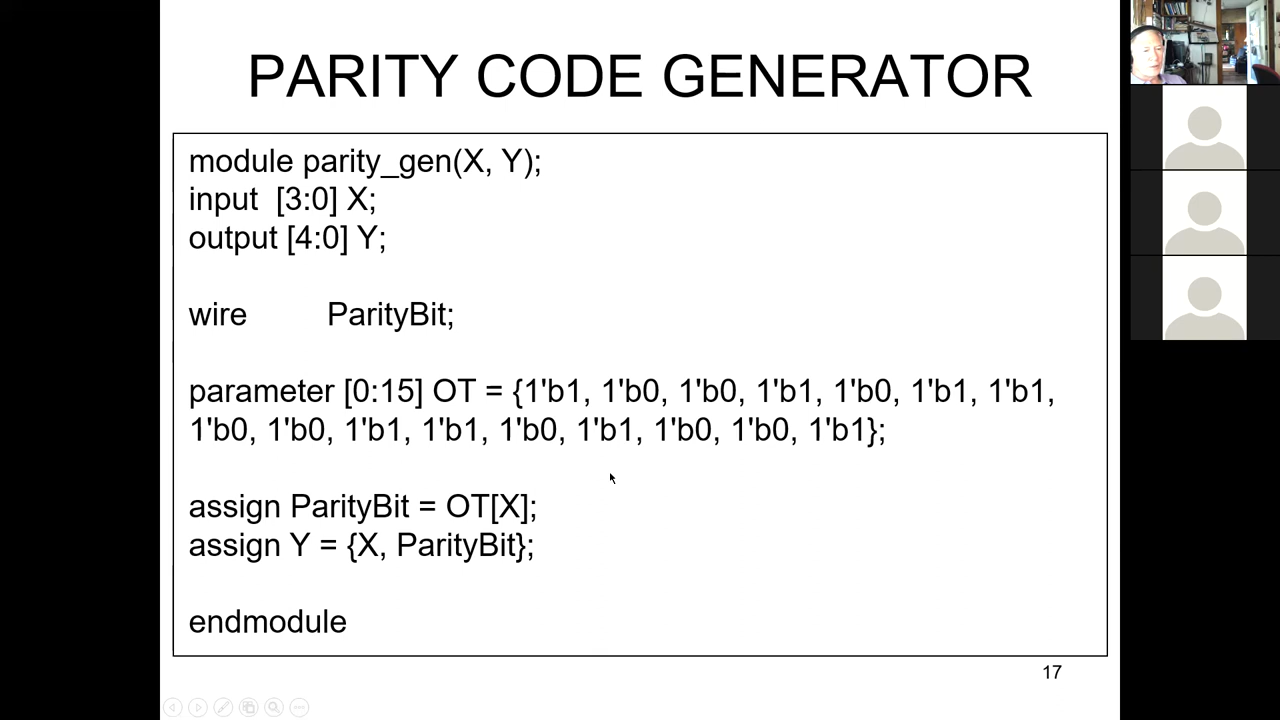 PARITY CODE GENERATOR
module parity_gen(X, Y);
input [3:0] X;
output [4:0] Y;
wire ParityBit;
parameter [0:15] OT = {1'b1, 1'b0, 1'b0, 1'b1, 1'b0, 1'b1, 1'b1,
1'b0, 1'b0, 1'b1, 1'b1, 1'b0, 1'b1, 1'b0, 1'b0, 1'b1};
assign ParityBit = OT[X];
assign Y = {X, ParityBit};
endmodule
17